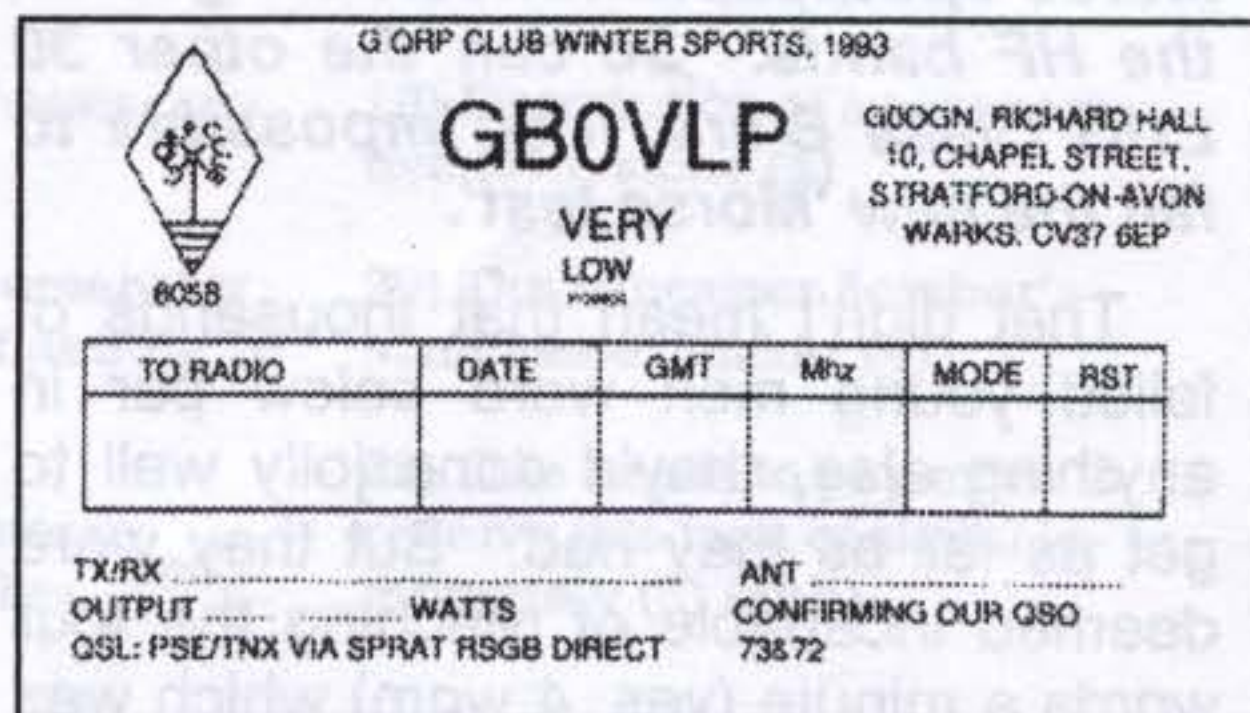 G QRP CLUB WINTER SPORTS, 1993
GB0VLP
VERY
LOW
POWER
G0OGN, RICHARD HALL
10, CHAPEL STREET.
STRATFORD-ON-AVON
WARKS. CV37 6EP
6058
TO RADIO DATE GMT Mhz MODE RST
TX/RX ........................................ ANT .............. .........
OUTPUT ...... ........ WATTS CONFIRMING OUR QSO
QSL: PSE/TNX VIA SPRAT RSGB DIRECT 73&72